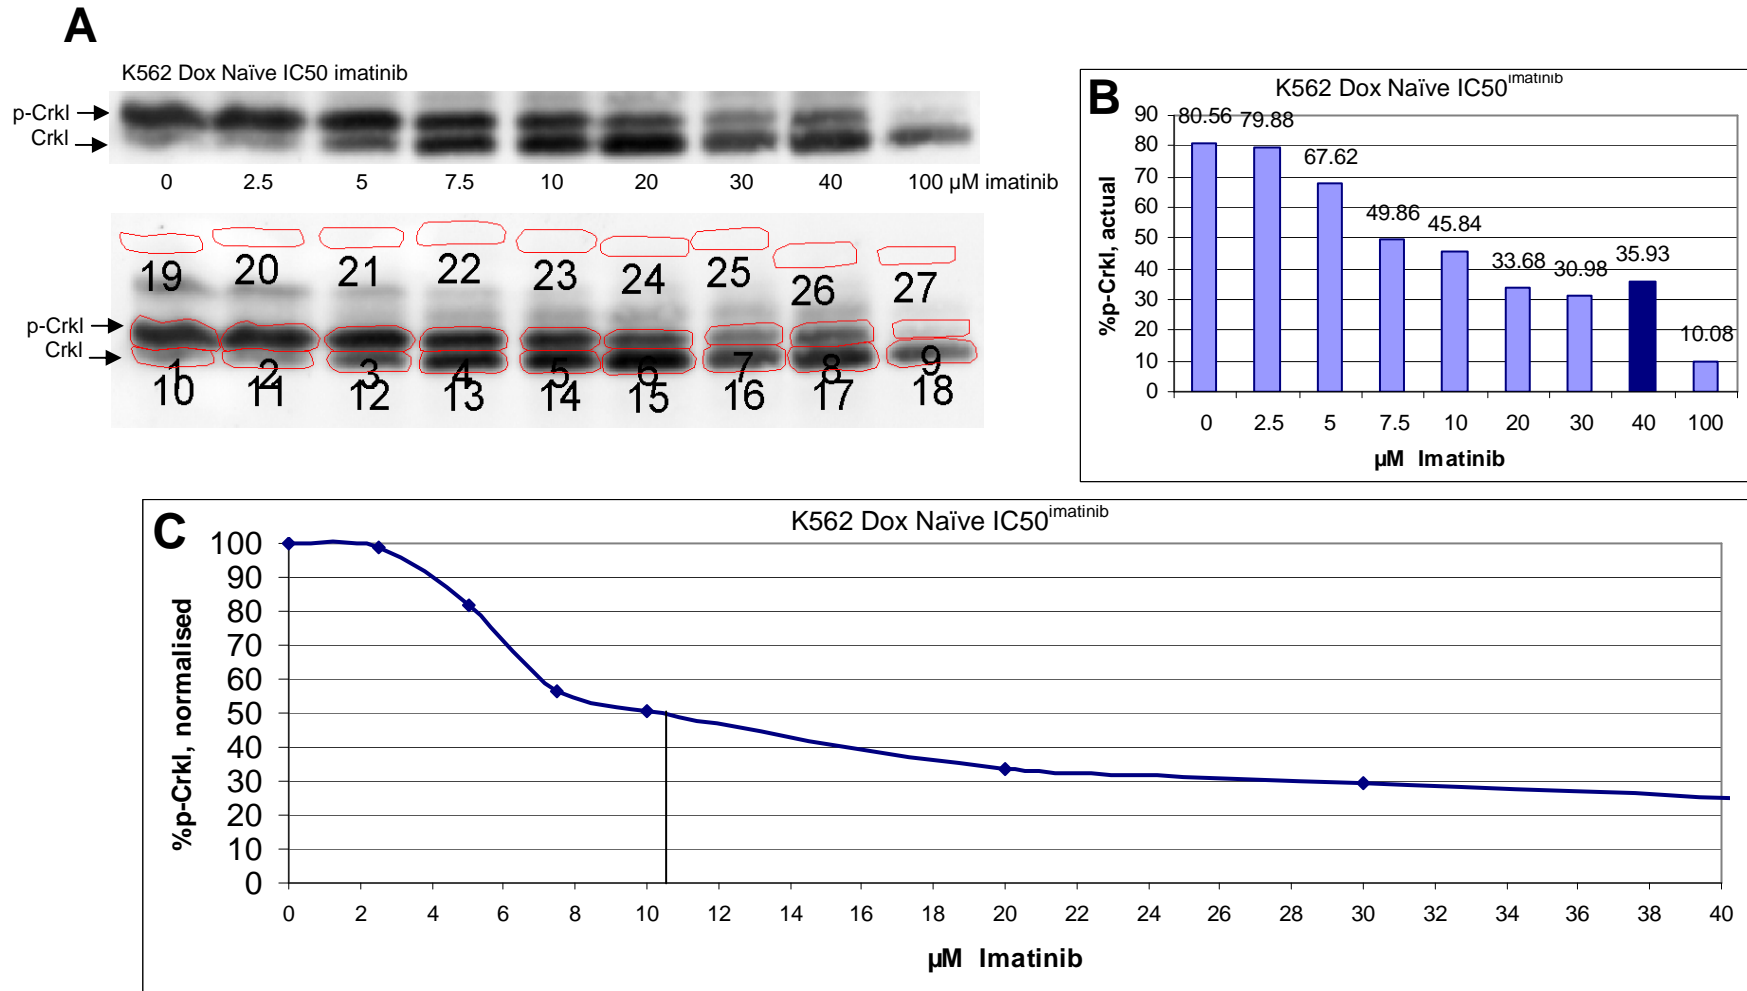 A
K562 Dox Naïve IC50 imatinib
p-Crkl
Crkl
0 2.5 5 7.5 10 20 30 40 100 µM imatinib
19 20 21 22 23 24 25 26 27
p-Crkl
Crkl
1 2 3 4 5 6 7 8 9
10 11 12 13 14 15 16 17 18
B
K562 Dox Naïve IC50imatinib
%p-Crkl, actual
90
80
70
60
50
40
30
20
10
0
80.56 79.88 67.62 49.86 45.84 33.68 30.98 35.93 10.08
0 2.5 5 7.5 10 20 30 40 100
µM Imatinib
C
K562 Dox Naïve IC50imatinib
%p-Crkl, normalised
100
90
80
70
60
50
40
30
20
10
0
0 2 4 6 8 10 12 14 16 18 20 22 24 26 28 30 32 34 36 38 40
µM Imatinib